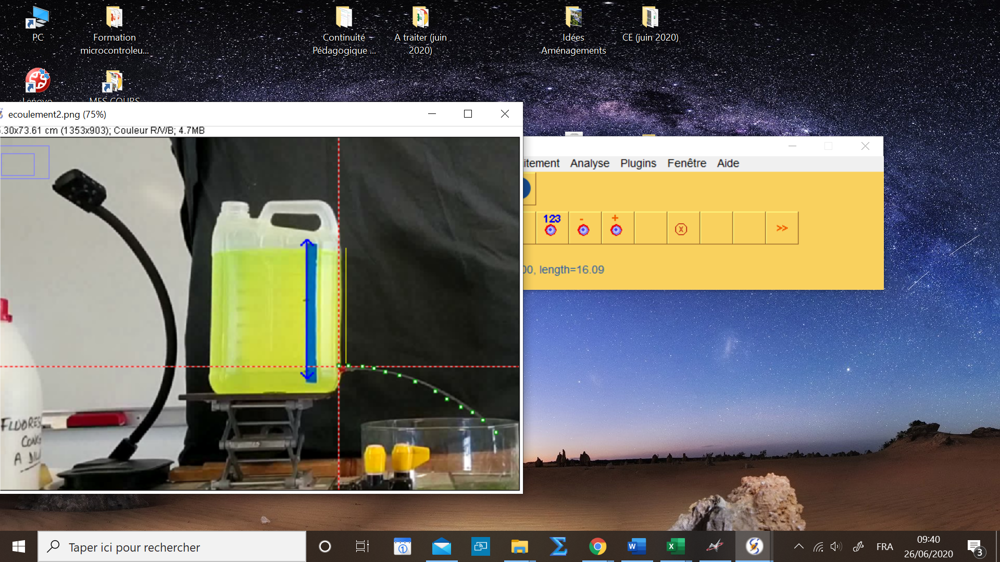 PC
Formation
microcontroleu...
Continuité
Pédagogique ...
A traiter (juin
2020)
Idées
Aménagements
CE (juin 2020)
Lenovo
MES COURS
ecoulement2.png (75%)
.30x73.61 cm (1353x903); Couleur R/V/B; 4.7MB
itement Analyse Plugins Fenêtre Aide
123
- +
>>
00, length=16.09
FLUORES
CON
A
Taper ici pour rechercher
FRA
09:40
26/06/2020
3